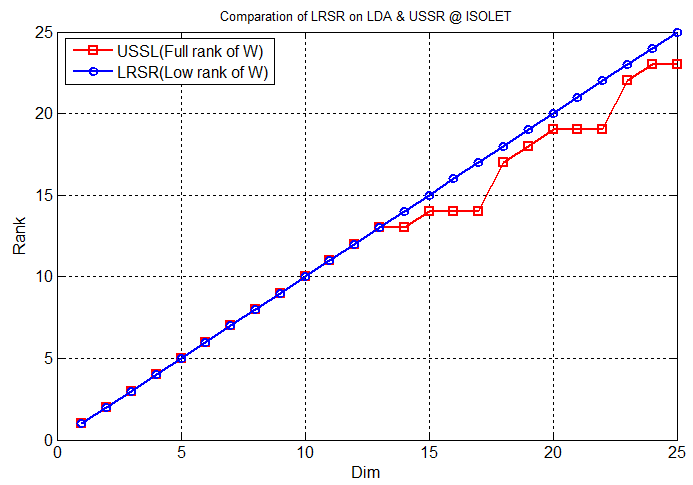 Comparation of LRSR on LDA & USSR @ ISOLET
USSL(Full rank of W)
LRSR(Low rank of W)
25
20
15
10
5
0
Rank
0 5 10 15 20 25
Dim